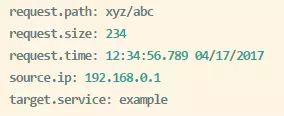 request.path: xyz/abc
request.size: 234
request.time: 12:34:56.789 04/17/2017
source.ip: 192.168.0.1
target.service: example